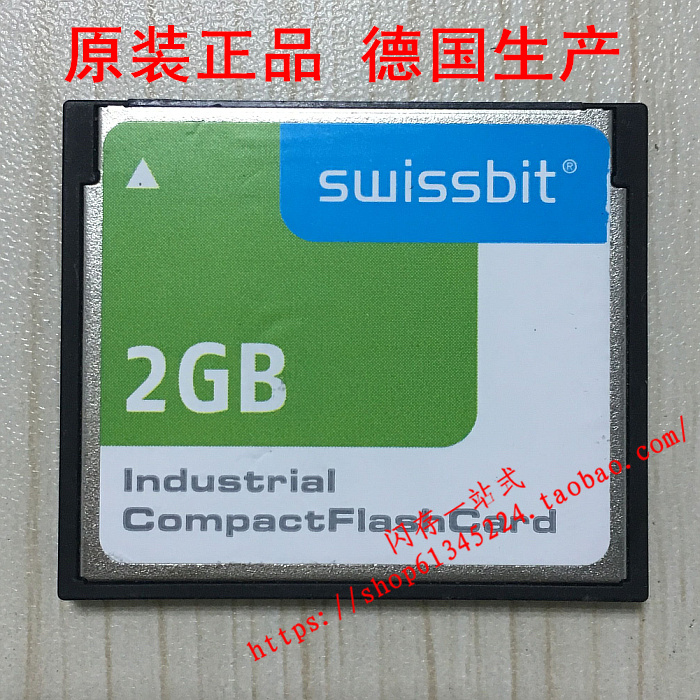 原装正品 德国生产
swissbit®
2GB
Industrial
CompactFlashCard
闪存一站式
https://shop61345224.taobao.com/